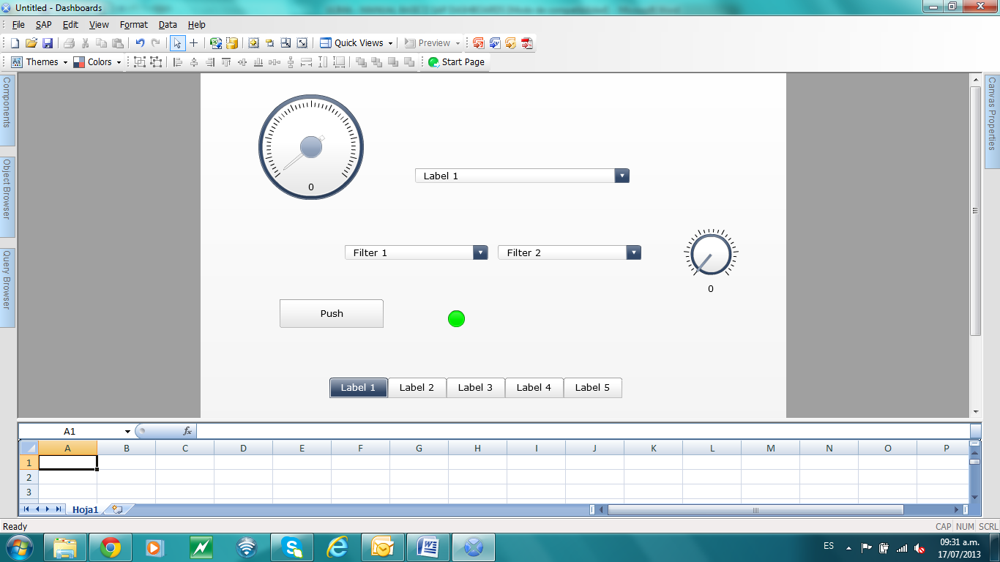 Untitled - Dashboards
File SAP Edit View Format Data Help
Quick Views Preview
Themes Colors Start Page
Components
Object Browser
Query Browser
Canvas Properties
0
Label 1
Filter 1 Filter 2
0
Push
Label 1 Label 2 Label 3 Label 4 Label 5
A1 fx
A B C D E F G H I J K L M N O P
1
2
3
Hoja1
Ready CAP NUM SCRL
ES 09:31 a.m.
17/07/2013